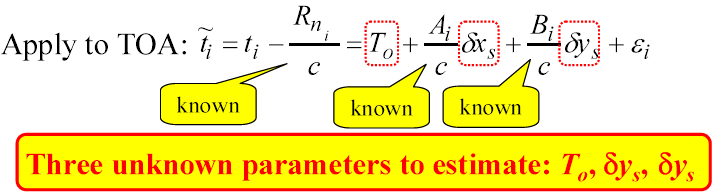 Apply to TOA: t̃ᵢ = tᵢ − Rₙᵢ/c = Tₒ + Aᵢ/c δxₛ + Bᵢ/c δyₛ + εᵢ
known known known
Three unknown parameters to estimate: Tₒ, δyₛ, δyₛ